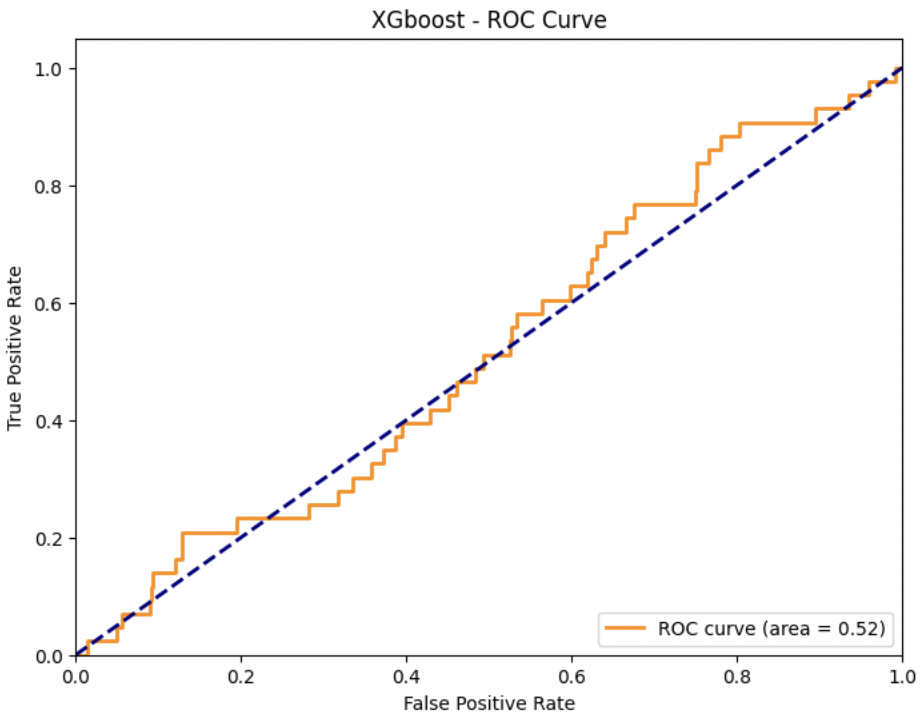 XGboost - ROC Curve
True Positive Rate
1.0
0.8
0.6
0.4
0.2
0.0
0.0 0.2 0.4 0.6 0.8 1.0
False Positive Rate
ROC curve (area = 0.52)